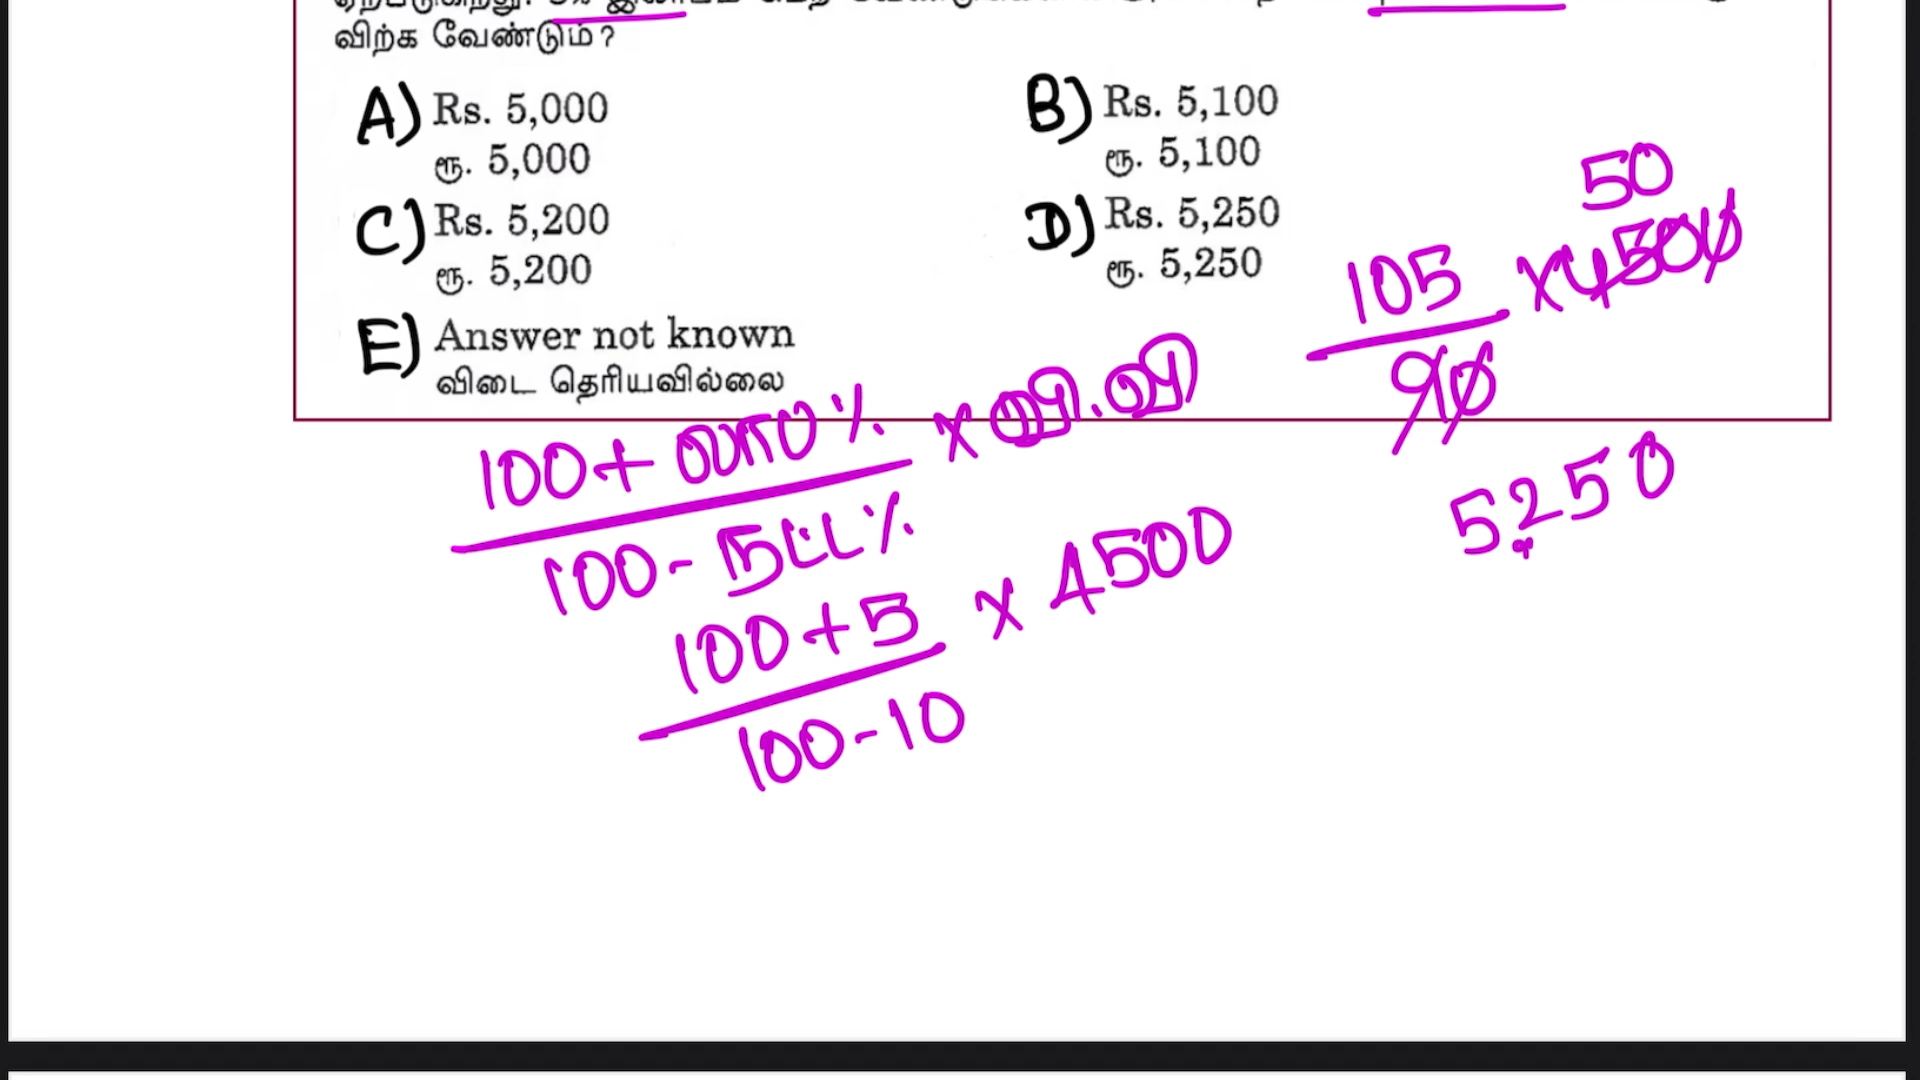 விற்க வேண்டும்?
A) Rs. 5,000
ரூ. 5,000
B) Rs. 5,100
ரூ. 5,100
C) Rs. 5,200
ரூ. 5,200
D) Rs. 5,250
ரூ. 5,250
E) Answer not known
விடை தெரியவில்லை
100 + லாப%
100 - நட்ட%
× வி.வி
100+5
100-10
× 4500
105
90
× 4500
50
5250